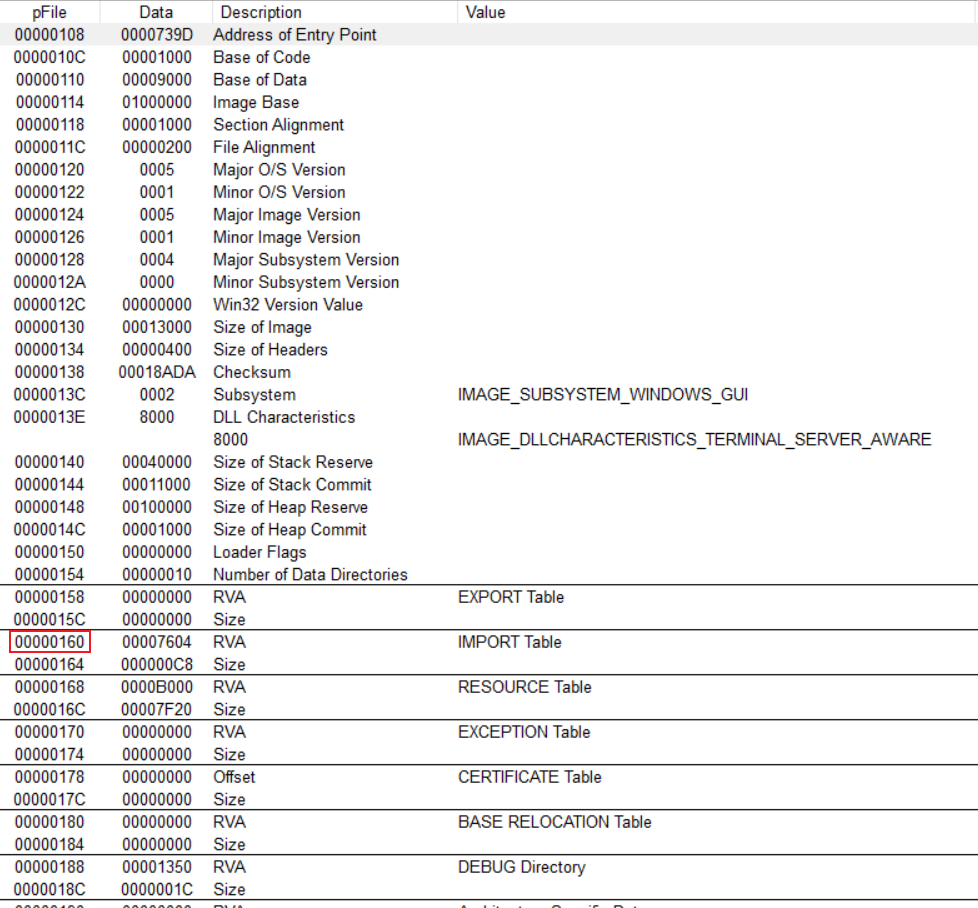 pFile Data Description Value
00000108 0000739D Address of Entry Point
0000010C 00001000 Base of Code
00000110 00009000 Base of Data
00000114 01000000 Image Base
00000118 00001000 Section Alignment
0000011C 00000200 File Alignment
00000120 0005 Major O/S Version
00000122 0001 Minor O/S Version
00000124 0005 Major Image Version
00000126 0001 Minor Image Version
00000128 0004 Major Subsystem Version
0000012A 0000 Minor Subsystem Version
0000012C 00000000 Win32 Version Value
00000130 00013000 Size of Image
00000134 00000400 Size of Headers
00000138 00018ADA Checksum
0000013C 0002 Subsystem IMAGE_SUBSYSTEM_WINDOWS_GUI
0000013E 8000 DLL Characteristics
8000 IMAGE_DLLCHARACTERISTICS_TERMINAL_SERVER_AWARE
00000140 00040000 Size of Stack Reserve
00000144 00011000 Size of Stack Commit
00000148 00100000 Size of Heap Reserve
0000014C 00001000 Size of Heap Commit
00000150 00000000 Loader Flags
00000154 00000010 Number of Data Directories
00000158 00000000 RVA EXPORT Table
0000015C 00000000 Size
00000160 00007604 RVA IMPORT Table
00000164 000000C8 Size
00000168 0000B000 RVA RESOURCE Table
0000016C 00007F20 Size
00000170 00000000 RVA EXCEPTION Table
00000174 00000000 Size
00000178 00000000 Offset CERTIFICATE Table
0000017C 00000000 Size
00000180 00000000 RVA BASE RELOCATION Table
00000184 00000000 Size
00000188 00001350 RVA DEBUG Directory
0000018C 0000001C Size